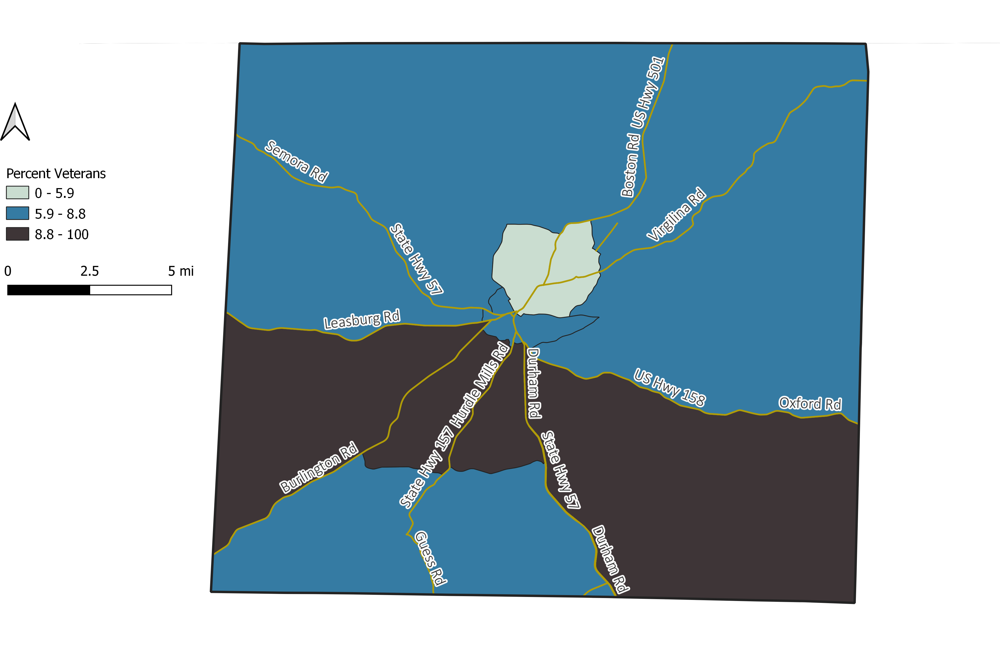 Percent Veterans
0 - 5.9
5.9 - 8.8
8.8 - 100
0 2.5 5 mi
Boston Rd US Hwy 501
Semora Rd
Virgilina Rd
State Hwy 57
Leasburg Rd
State Hwy 157 Hurdle Mills Rd
Durham Rd
US Hwy 158
Oxford Rd
State Hwy 57
Burlington Rd
Guess Rd
Durham Rd